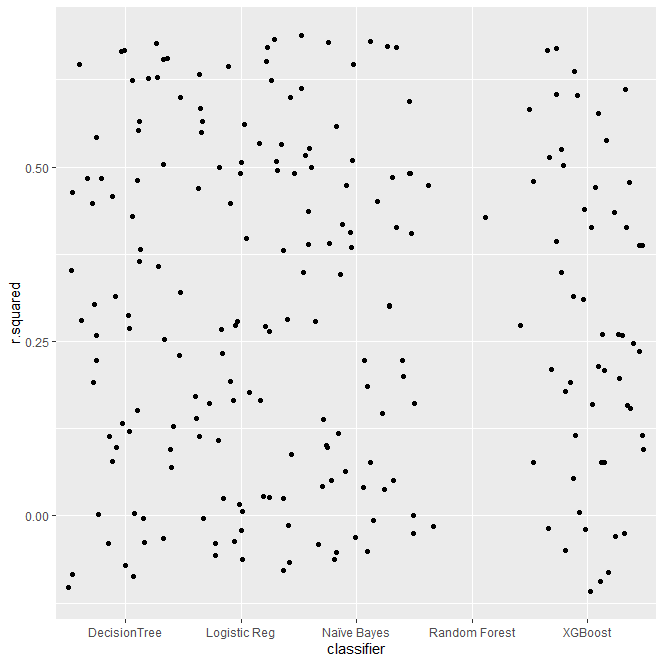 r.squared
0.50
0.25
0.00
DecisionTree Logistic Reg Naïve Bayes Random Forest XGBoost
classifier